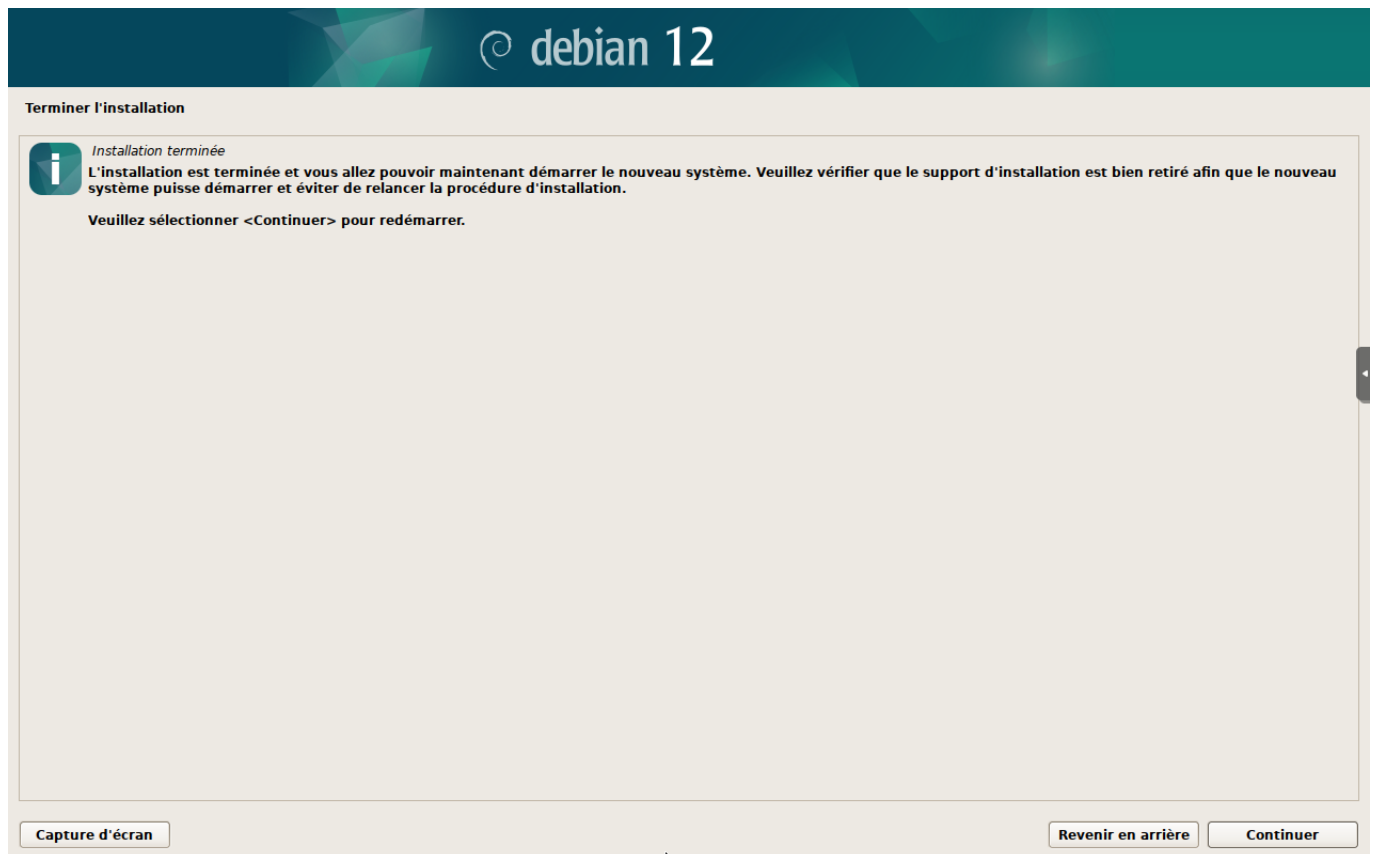 debian 12
Terminer l'installation
Installation terminée
L'installation est terminée et vous allez pouvoir maintenant démarrer le nouveau système. Veuillez vérifier que le support d'installation est bien retiré afin que le nouveau
système puisse démarrer et éviter de relancer la procédure d'installation.
Veuillez sélectionner <Continuer> pour redémarrer.
Capture d'écran
Revenir en arrière
Continuer